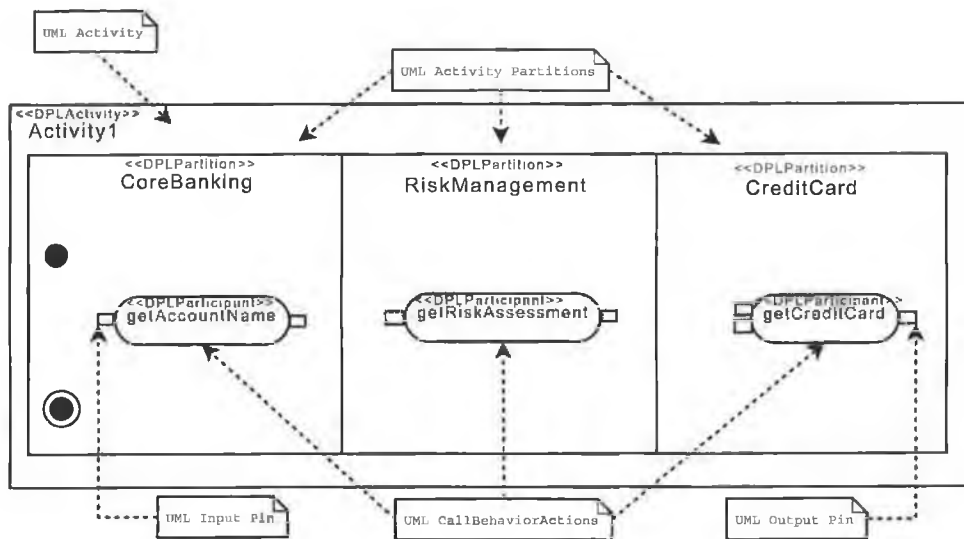 UML Activity
UML Activity Partitions
<<DPLActivity>>
Activity1
<<DPLPartition>>
CoreBanking
<<DPLPartition>>
RiskManagement
<<DPLPartition>>
CreditCard
<<DPLParticipant>>
getAccountName
<<DPLParticipant>>
getRiskAssessment
<<DPLParticipant>>
getCreditCard
UML Input Pin
UML CallBehaviorActions
UML Output Pin